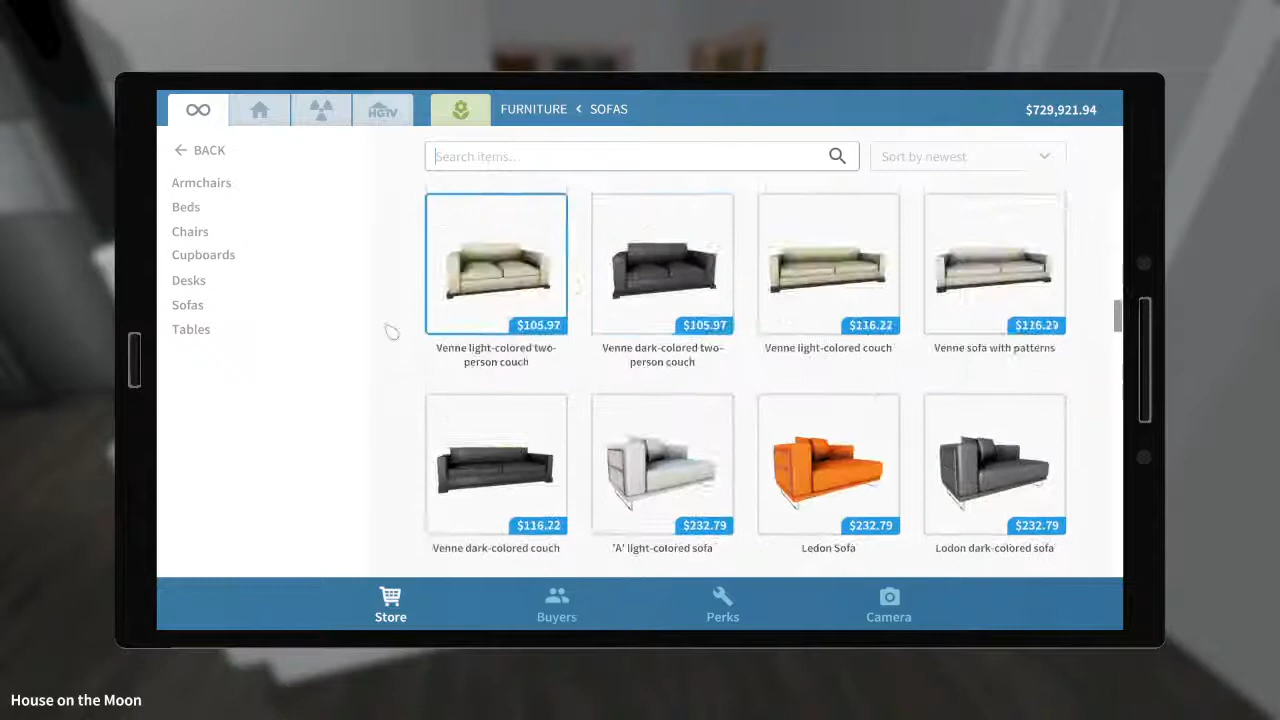 HGTV
FURNITURE < SOFAS
$729,921.94
BACK
Search items...
Sort by newest
Armchairs
Beds
Chairs
Cupboards
Desks
Sofas
Tables
$105.97
$105.97
$116.22
Venne light-colored two-person couch
Venne dark-colored two-person couch
Venne light-colored couch
Venne sofa with patterns
$116.22
$232.79
$232.79
$232.79
Venne dark-colored couch
'A' light-colored sofa
Ledon Sofa
Lodon dark-colored sofa
Store
Buyers
Perks
Camera
House on the Moon